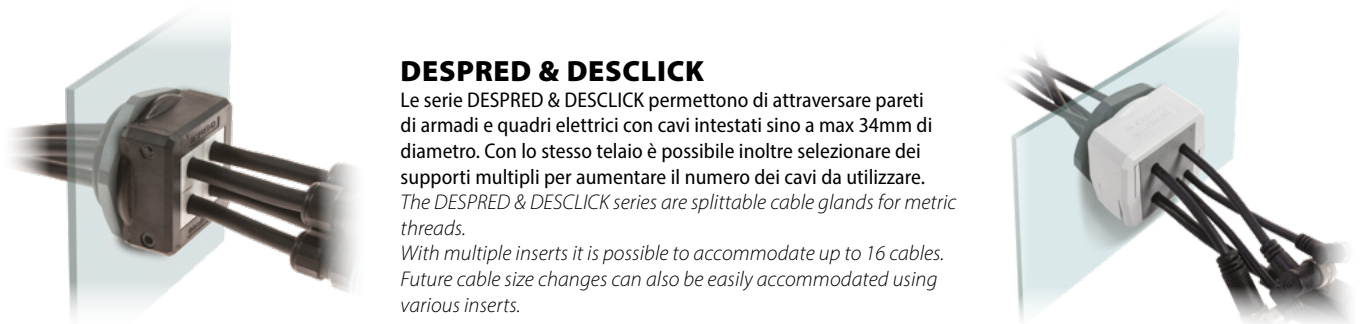 DESPRED & DESCLICK
Le serie DESPRED & DESCLICK permettono di attraversare pareti
di armadi e quadri elettrici con cavi intestati sino a max 34mm di
diametro. Con lo stesso telaio è possibile inoltre selezionare dei
supporti multipli per aumentare il numero dei cavi da utilizzare.
The DESPRED & DESCLICK series are splittable cable glands for metric
threads.
With multiple inserts it is possible to accommodate up to 16 cables.
Future cable size changes can also be easily accommodated using
various inserts.